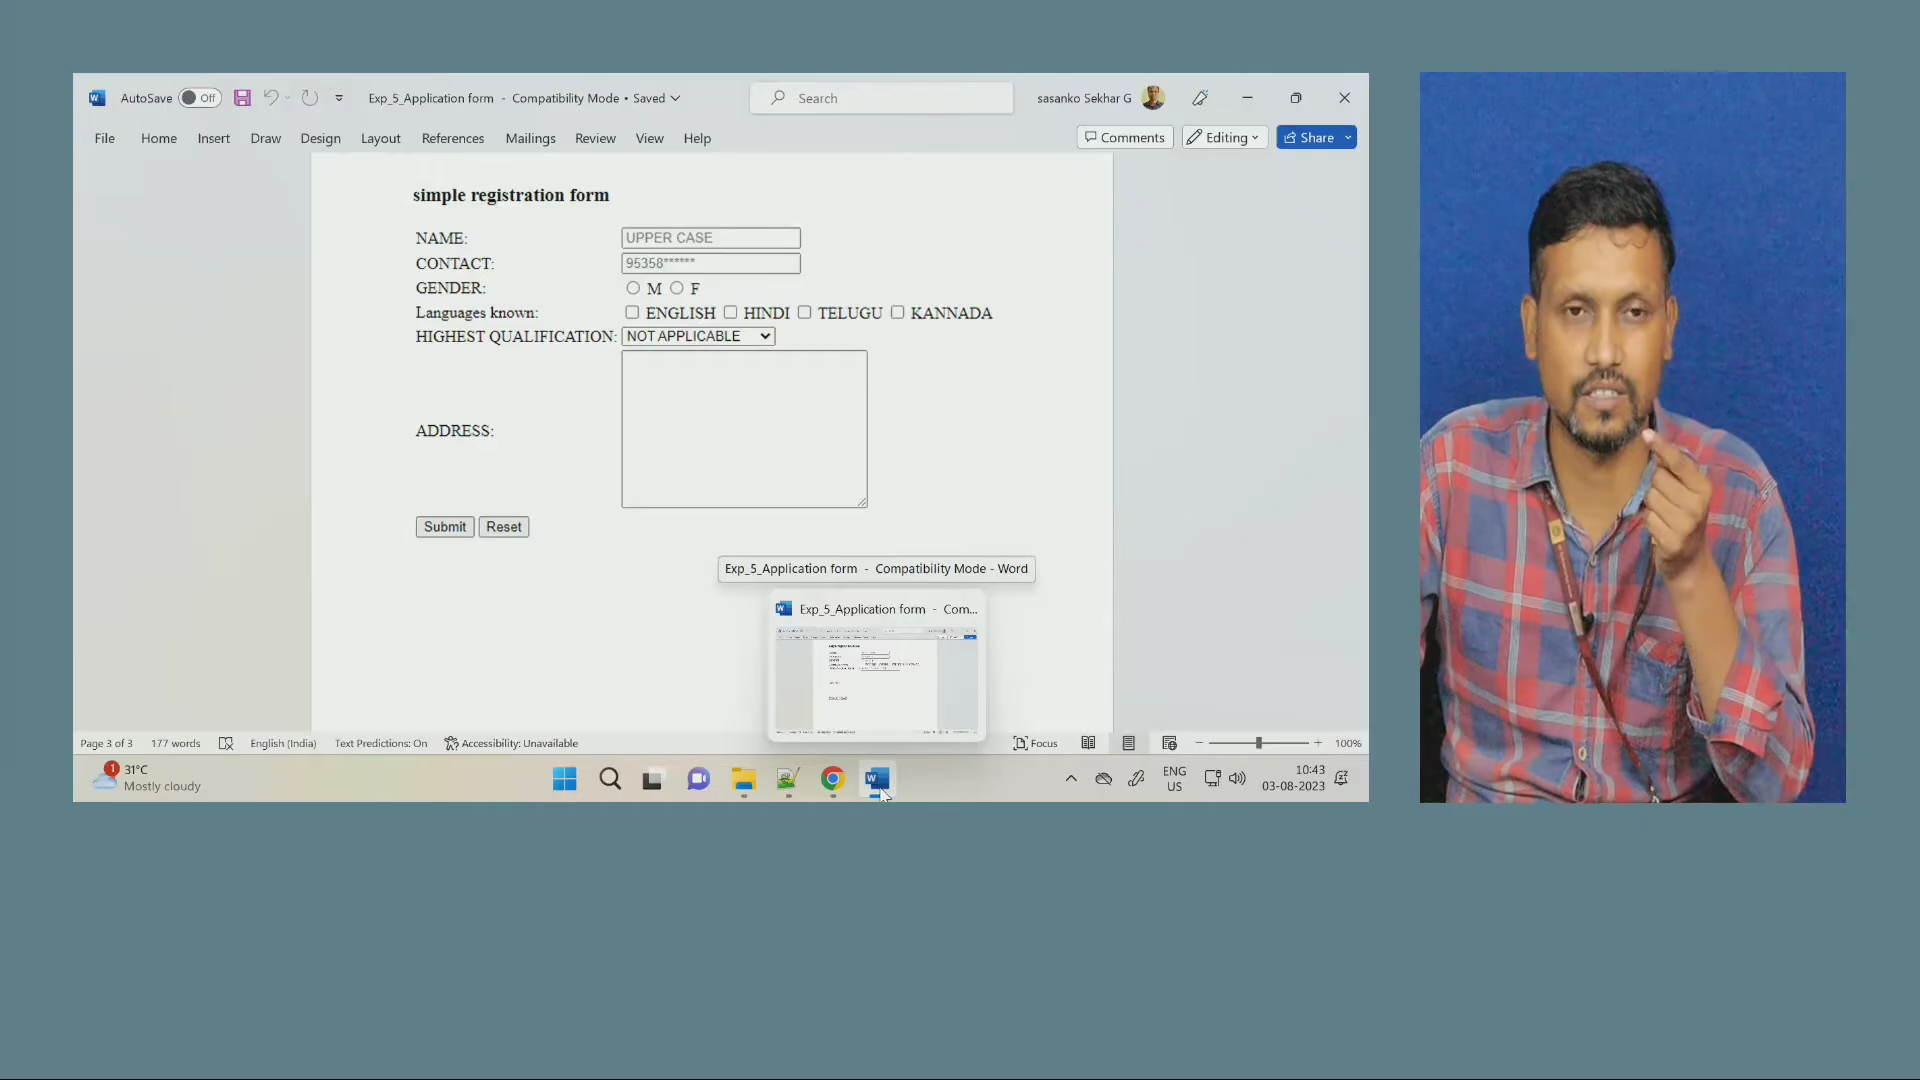 AutoSave Off Exp_5_Application form - Compatibility Mode • Saved Search sasanko Sekhar G
File Home Insert Draw Design Layout References Mailings Review View Help Comments Editing Share
simple registration form
NAME: UPPER CASE
CONTACT: 95358******
GENDER: M F
Languages known: ENGLISH HINDI TELUGU KANNADA
HIGHEST QUALIFICATION: NOT APPLICABLE
ADDRESS:
Submit Reset
Exp_5_Application form - Compatibility Mode - Word
Exp_5_Application form - Com...
Page 3 of 3 177 words English (India) Text Predictions: On Accessibility: Unavailable Focus 100%
1 31°C
Mostly cloudy
ENG
US
10:43
03-08-2023